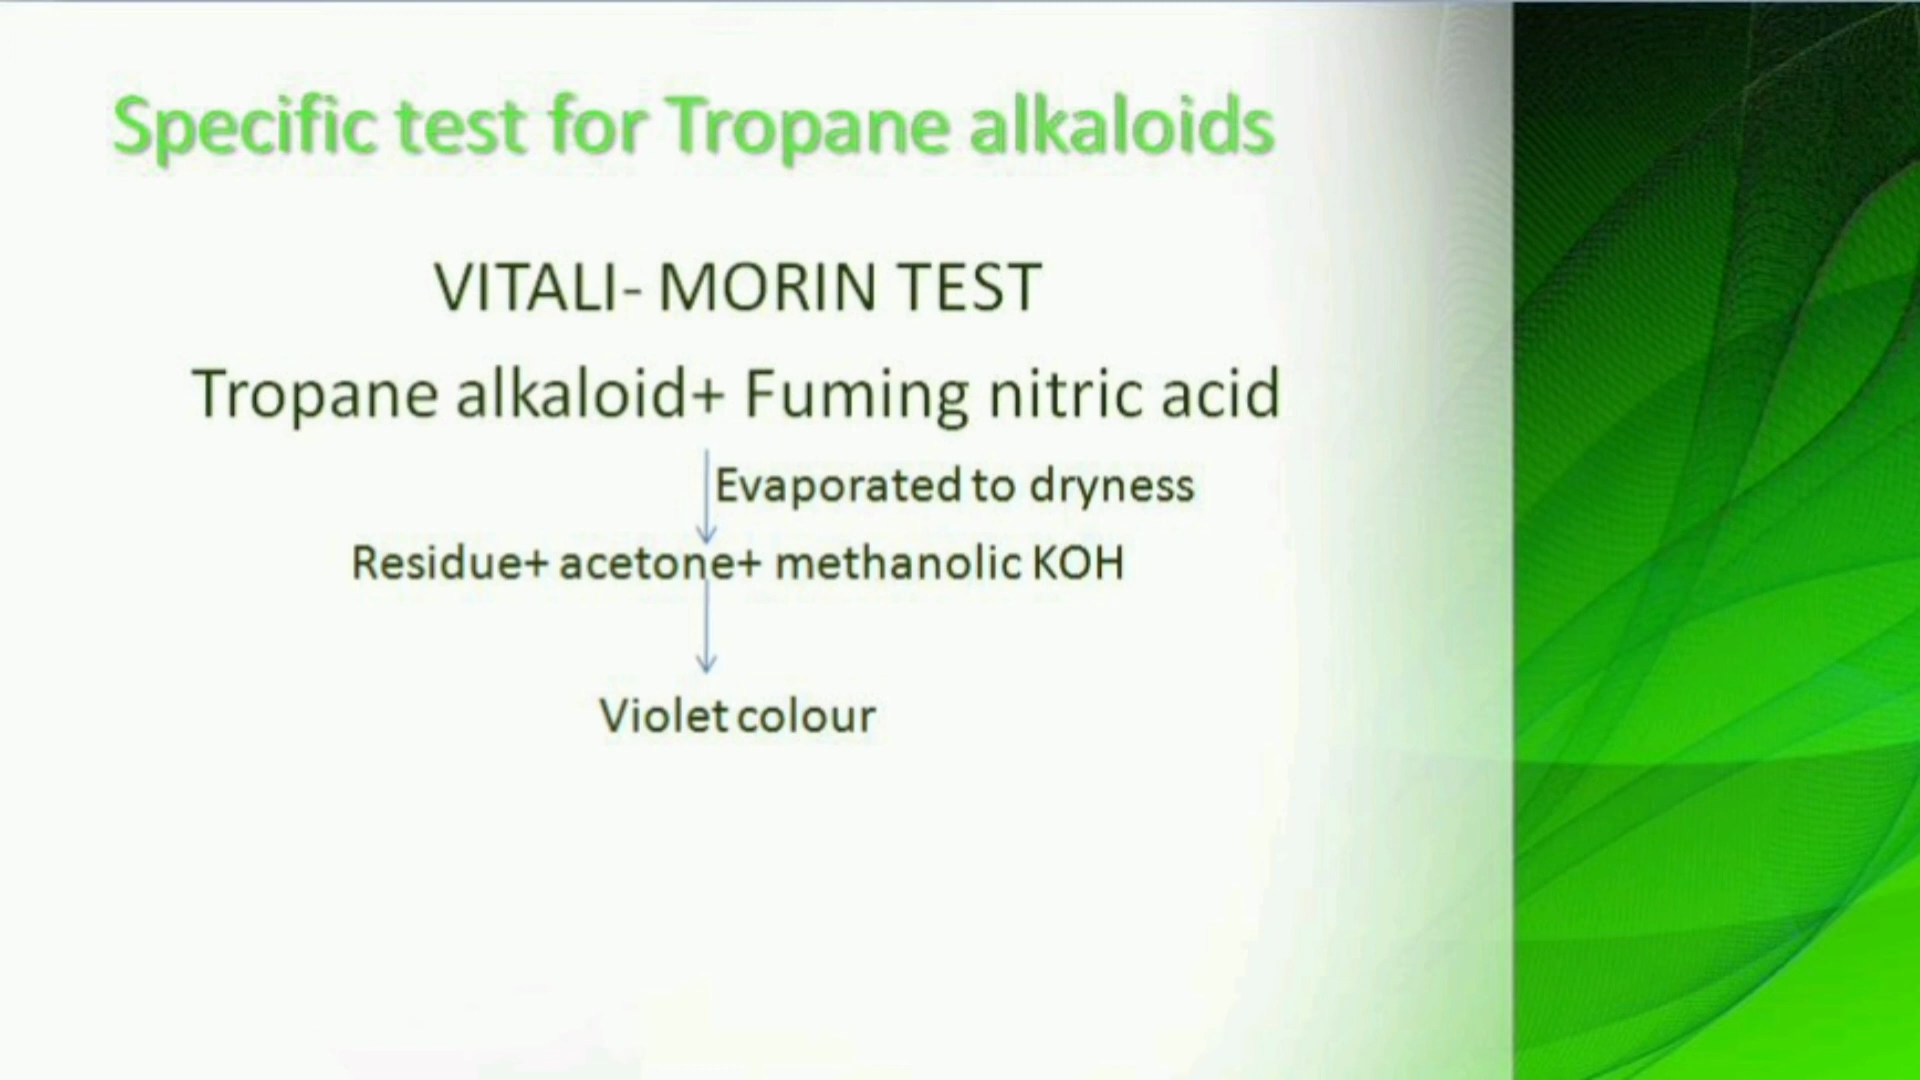 Specific test for Tropane alkaloids
VITALI- MORIN TEST
Tropane alkaloid+ Fuming nitric acid
Evaporated to dryness
Residue+ acetone+ methanolic KOH
Violet colour